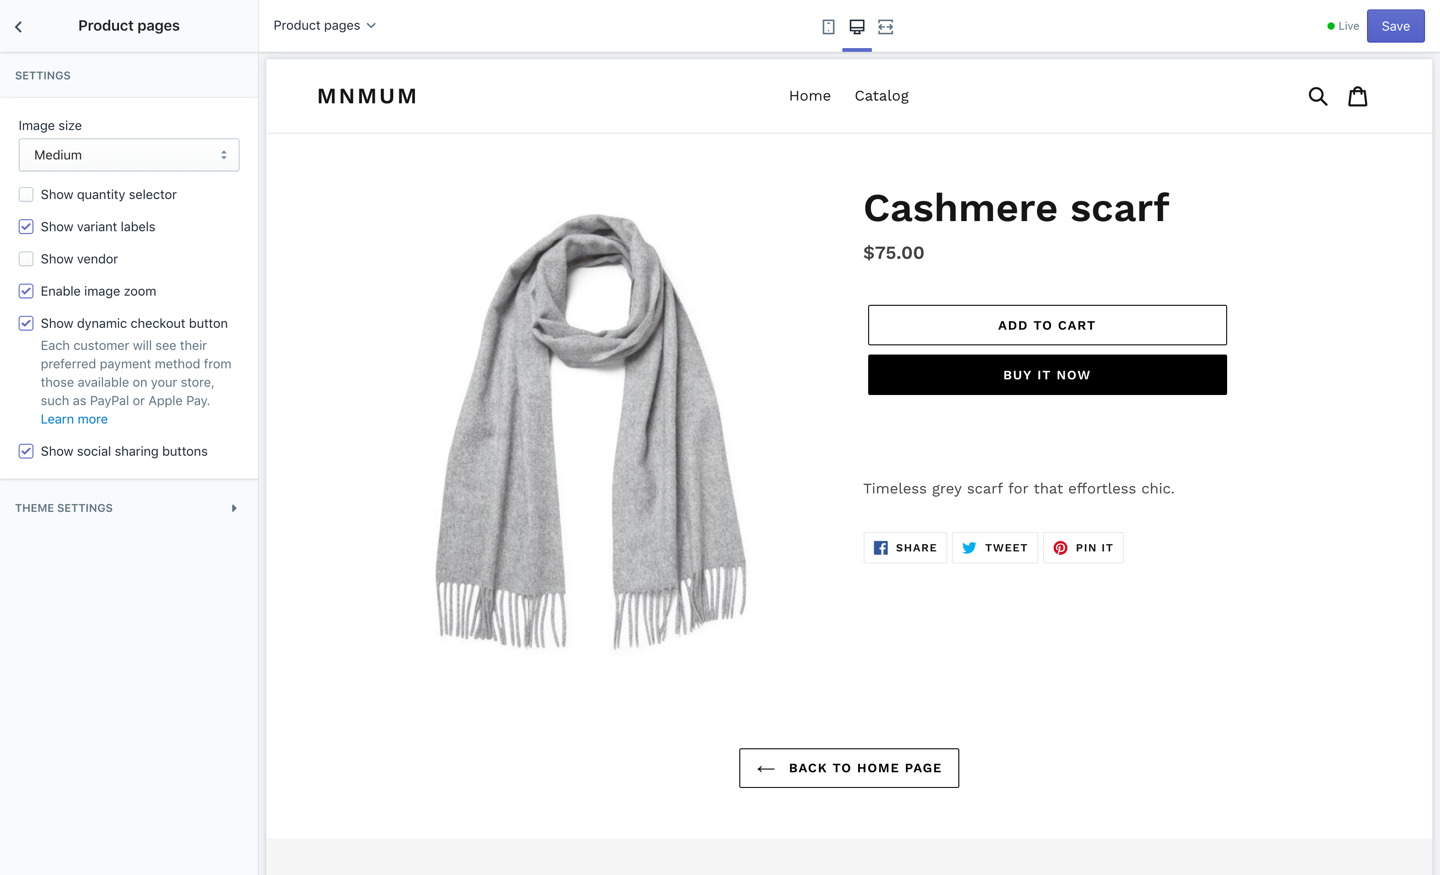 Product pages
SETTINGS
Image size
Medium
Show quantity selector
Show variant labels
Show vendor
Enable image zoom
Show dynamic checkout button
Each customer will see their
preferred payment method from
those available on your store,
such as PayPal or Apple Pay.
Learn more
Show social sharing buttons
THEME SETTINGS
Product pages
Live
Save
MNMUM
Home
Catalog
Cashmere scarf
$75.00
ADD TO CART
BUY IT NOW
Timeless grey scarf for that effortless chic.
SHARE
TWEET
PIN IT
BACK TO HOME PAGE